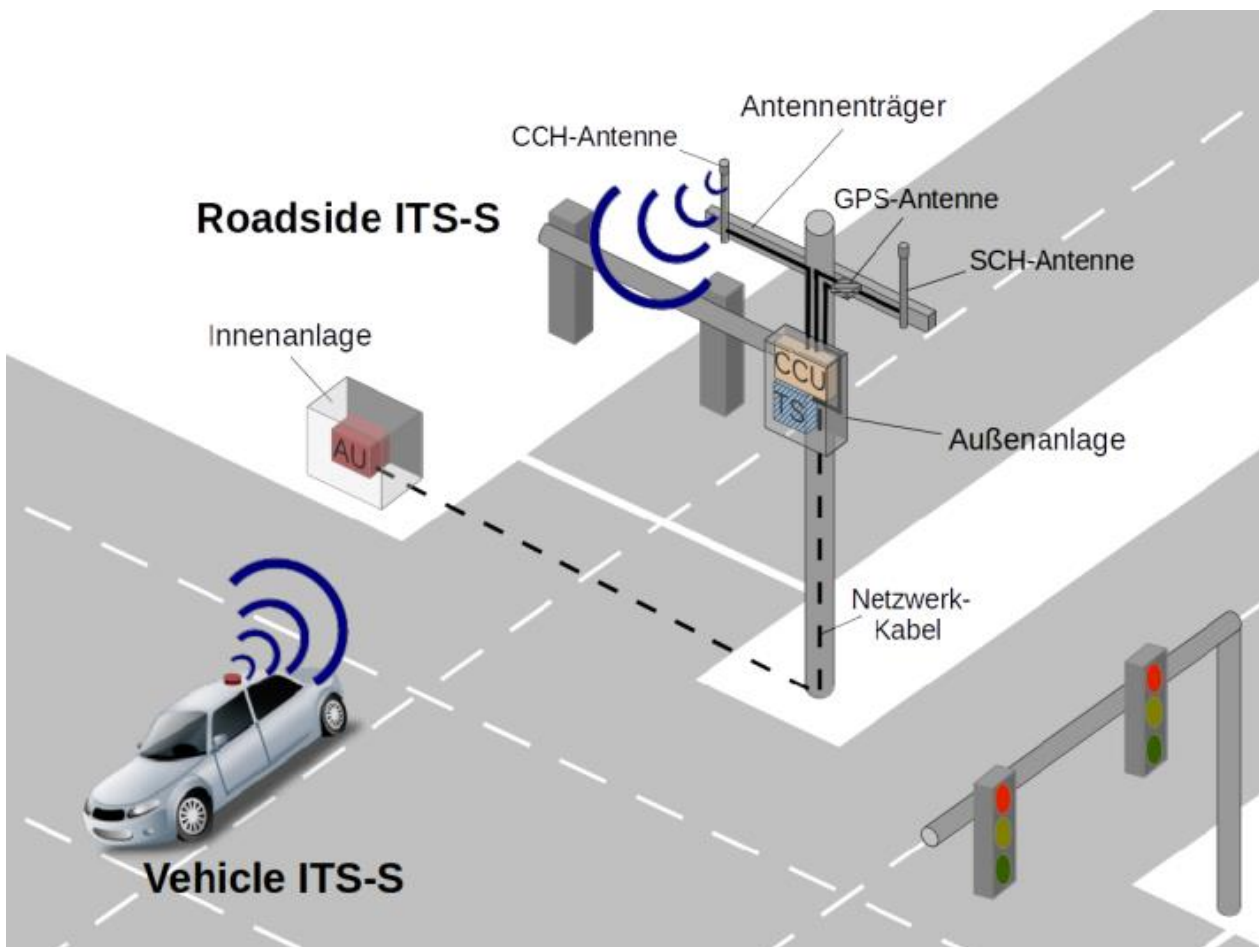 Antennenträger
CCH-Antenne
GPS-Antenne
Roadside ITS-S
SCH-Antenne
Innenanlage
CCU
TS
AU
Außenanlage
Netzwerk-
Kabel
Vehicle ITS-S